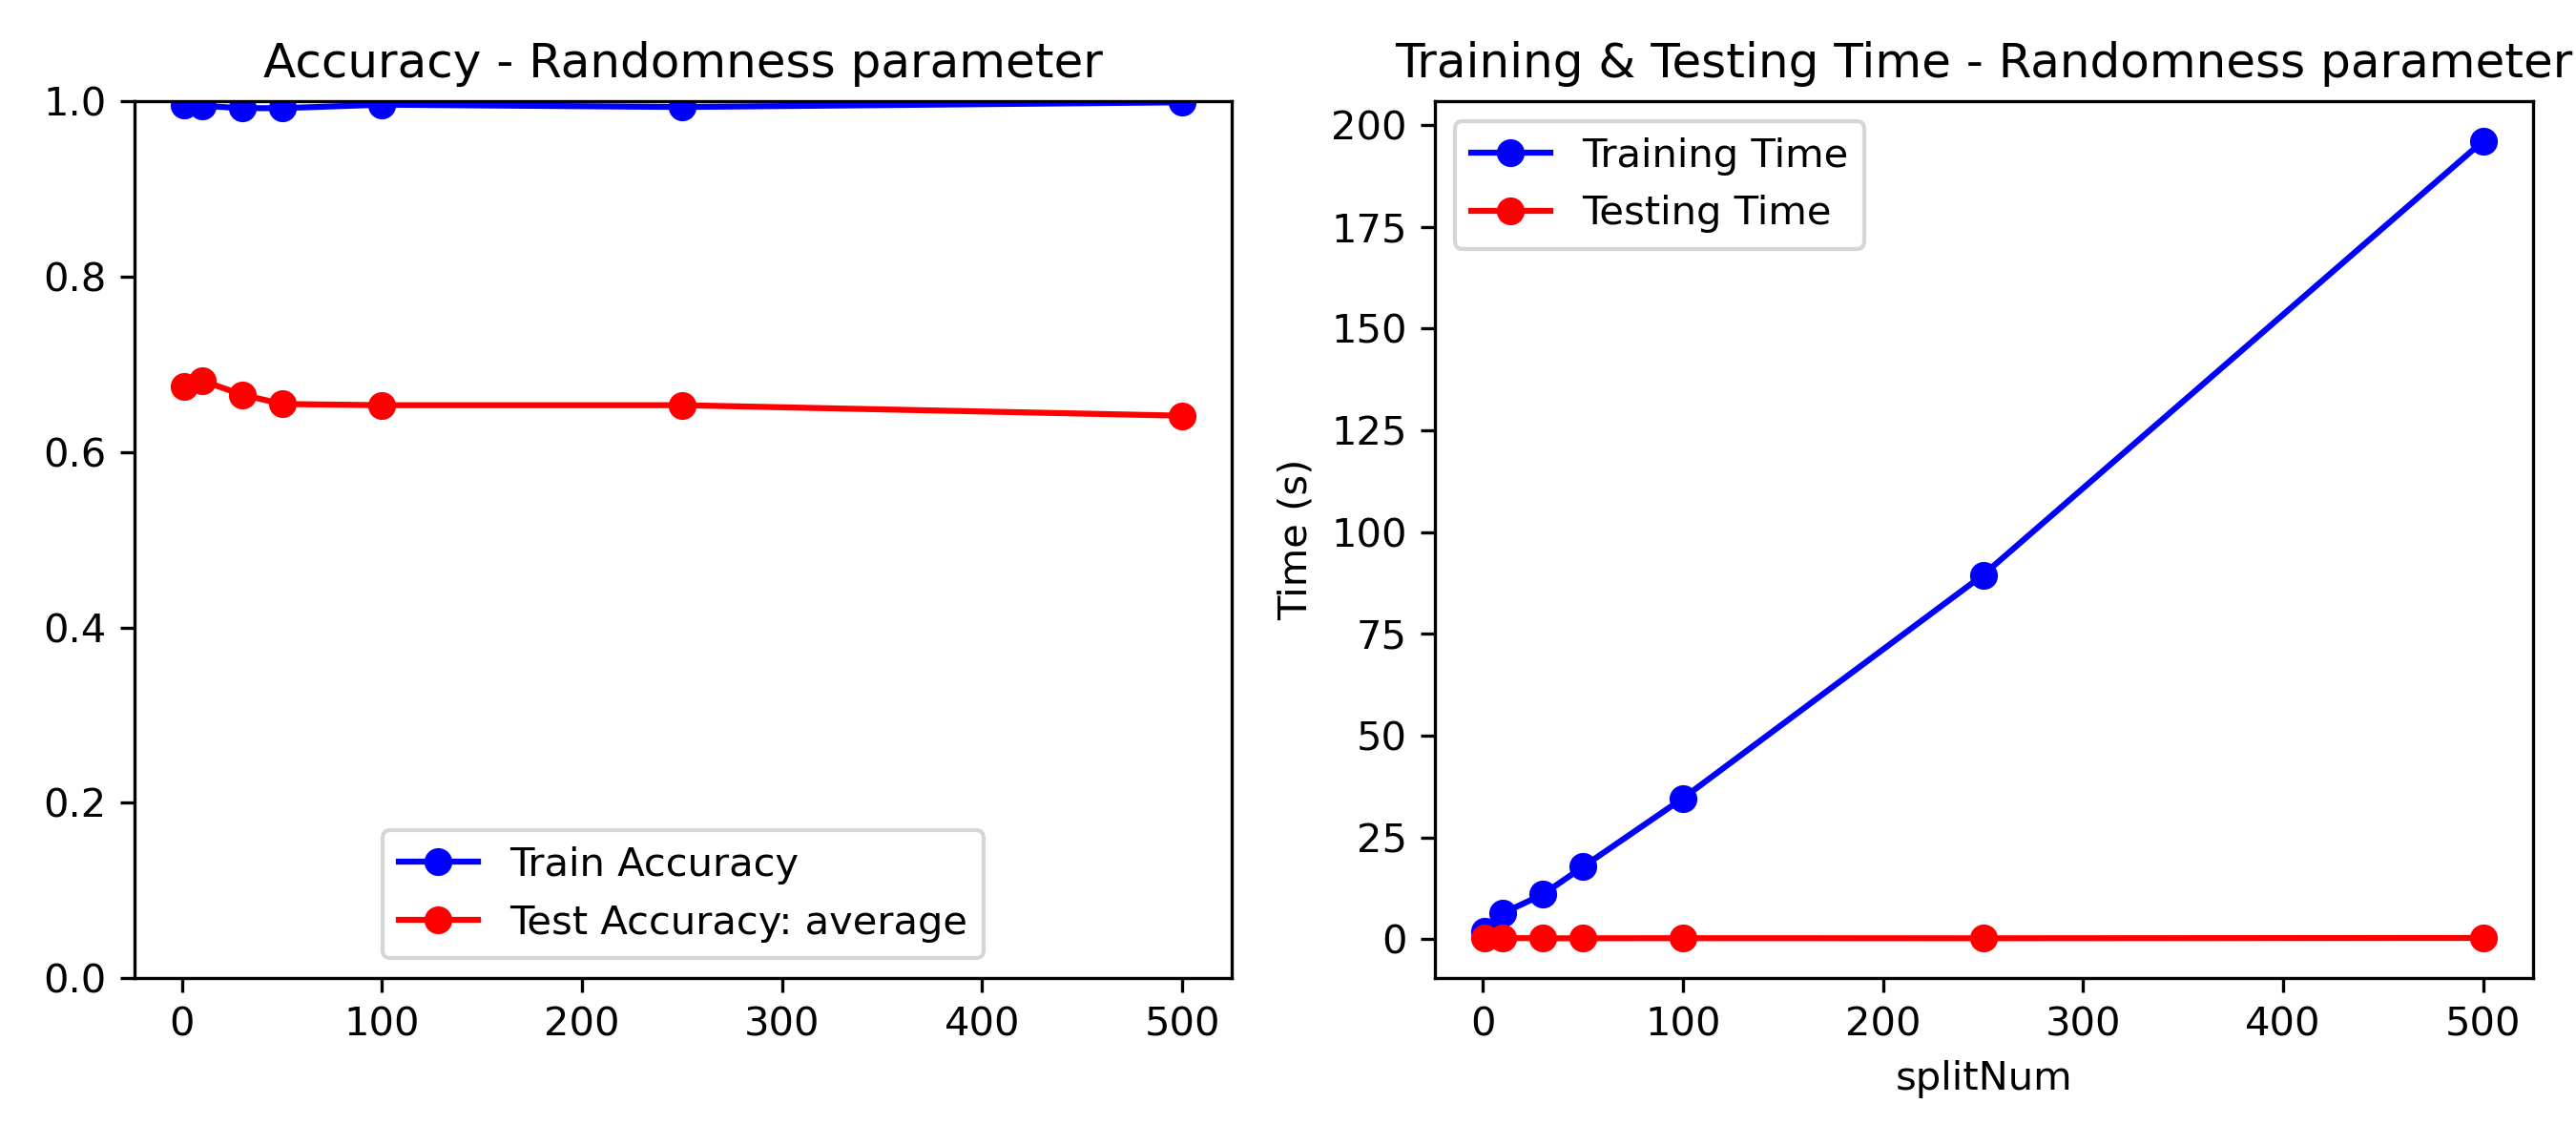 Accuracy - Randomness parameter
1.0
0.8
0.6
0.4
0.2
0.0
Train Accuracy
Test Accuracy: average
0 100 200 300 400 500
Training & Testing Time - Randomness parameter
Time (s)
200
175
150
125
100
75
50
25
0
Training Time
Testing Time
0 100 200 300 400 500
splitNum